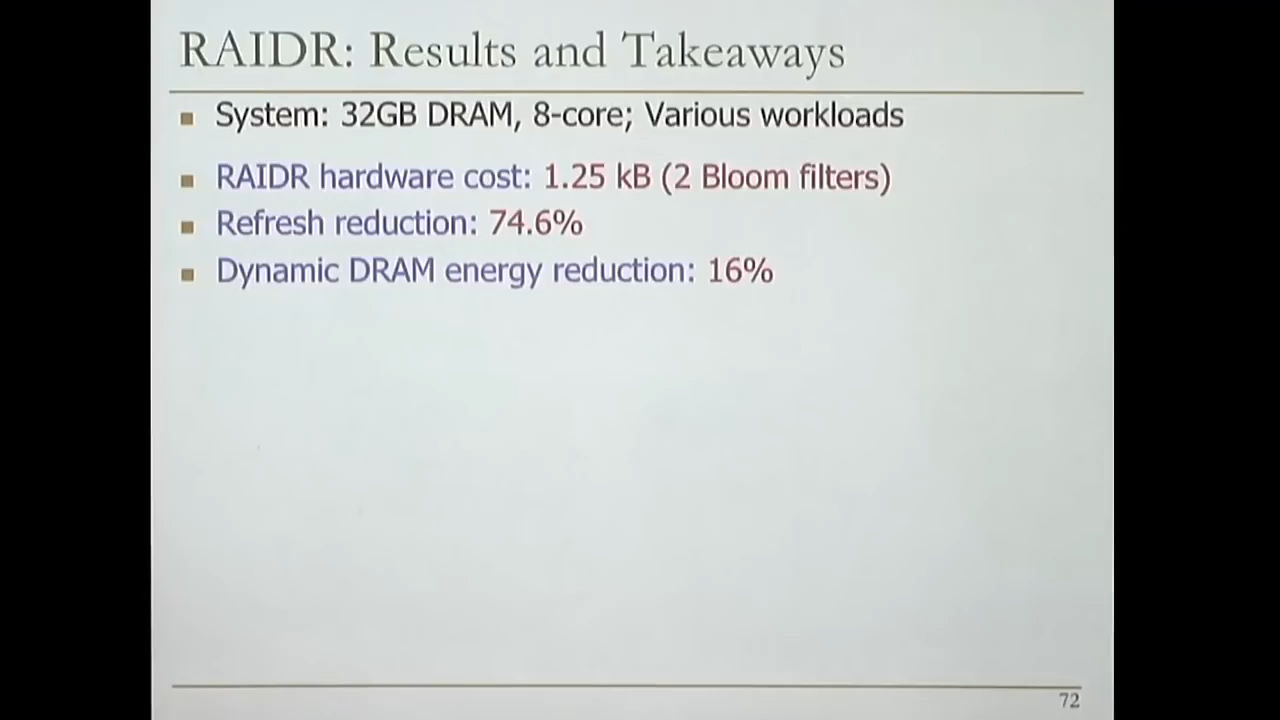 RAIDR: Results and Takeaways
System: 32GB DRAM, 8-core; Various workloads
RAIDR hardware cost: 1.25 kB (2 Bloom filters)
Refresh reduction: 74.6%
Dynamic DRAM energy reduction: 16%
72